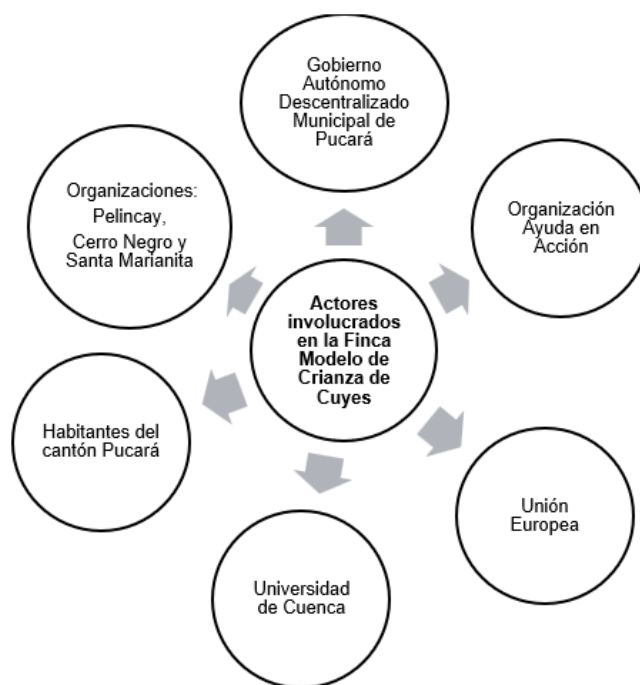 Gobierno
Autónomo
Descentralizado
Municipal de
Pucará
Organizaciones:
Pelincay,
Cerro Negro y
Santa Marianita
Organización
Ayuda en
Acción
Actores
involucrados
en la Finca
Modelo de
Crianza de
Cuyes
Habitantes del
cantón Pucará
Unión
Europea
Universidad
de Cuenca